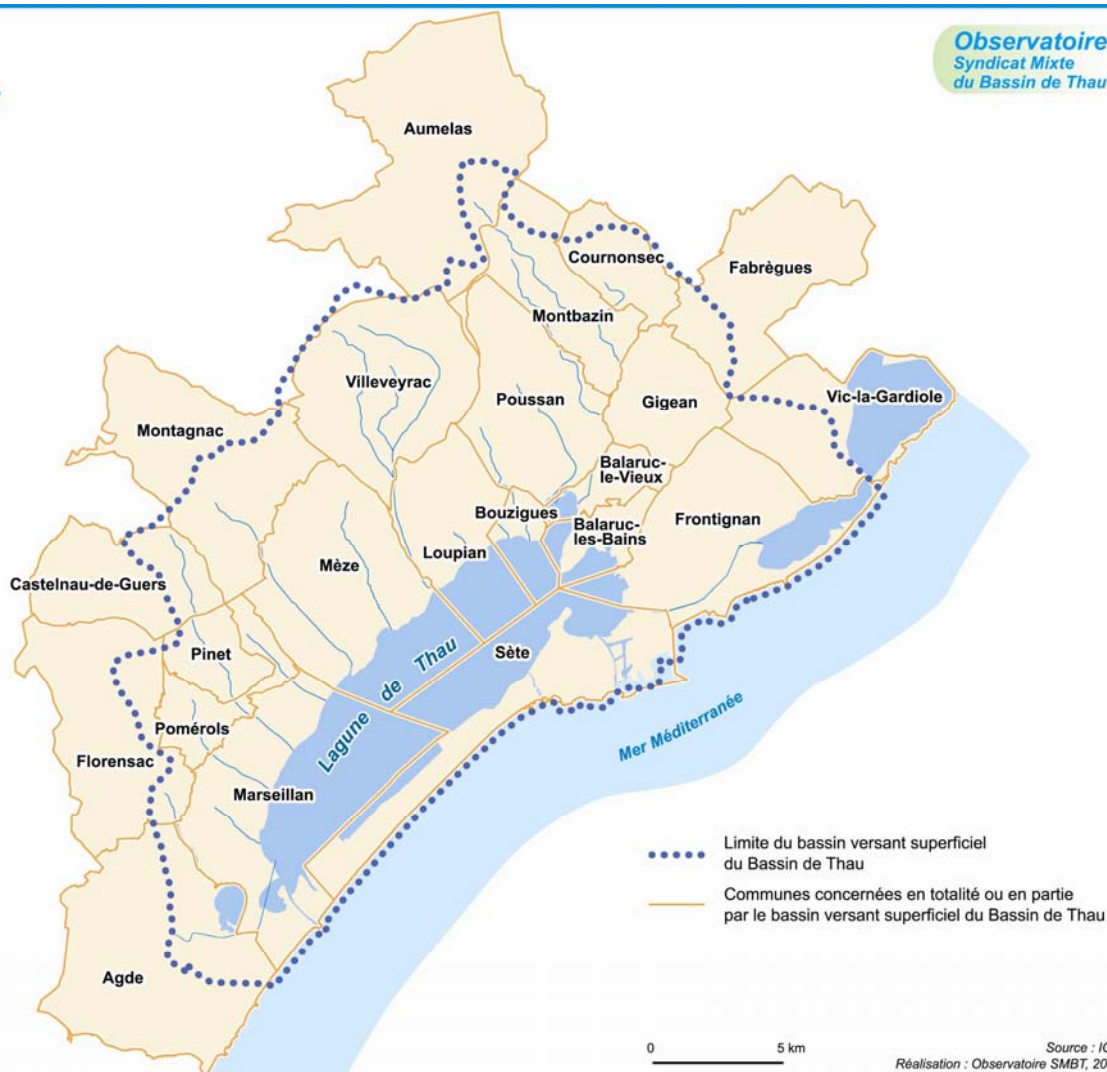 Observatoire
Syndicat Mixte
du Bassin de Thau
Aumelas
Cournonsec
Fabrègues
Montbazin
Villeveyrac
Poussan
Gigean
Vic-la-Gardiole
Montagnac
Balaruc-
le-Vieux
Bouzigues
Balaruc-
les-Bains
Frontignan
Loupian
Mèze
Castelnau-de-Guers
Pinet
Sète
Lagune de Thau
Pomérols
Florensac
Mer Méditerranée
Marseillan
Agde
Limite du bassin versant superficiel
du Bassin de Thau
Communes concernées en totalité ou en partie
par le bassin versant superficiel du Bassin de Thau
0 5 km
Source :
Réalisation : Observatoire SMBT,